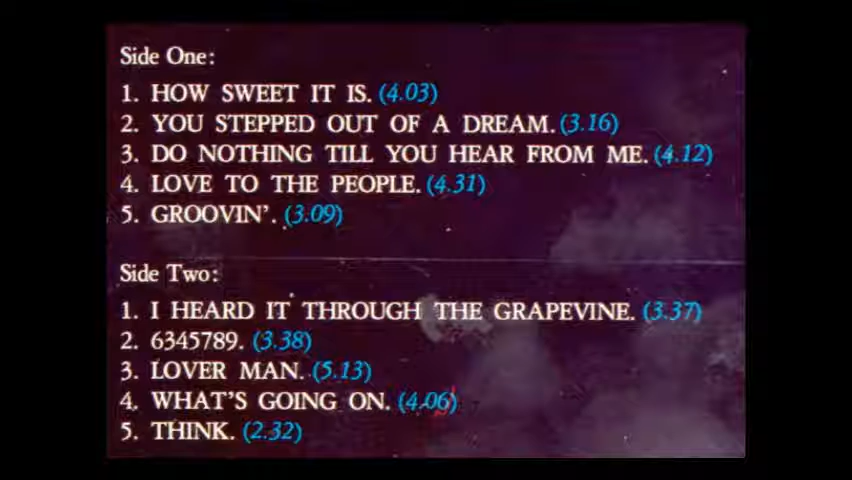 Side One:
1. HOW SWEET IT IS. (4.03)
2. YOU STEPPED OUT OF A DREAM. (3.16)
3. DO NOTHING TILL YOU HEAR FROM ME. (4.12)
4. LOVE TO THE PEOPLE. (4.31)
5. GROOVIN'. (3.09)
Side Two:
1. I HEARD IT THROUGH THE GRAPEVINE. (3.37)
2. 6345789. (3.38)
3. LOVER MAN. (5.13)
4. WHAT'S GOING ON. (4.06)
5. THINK. (2.32)